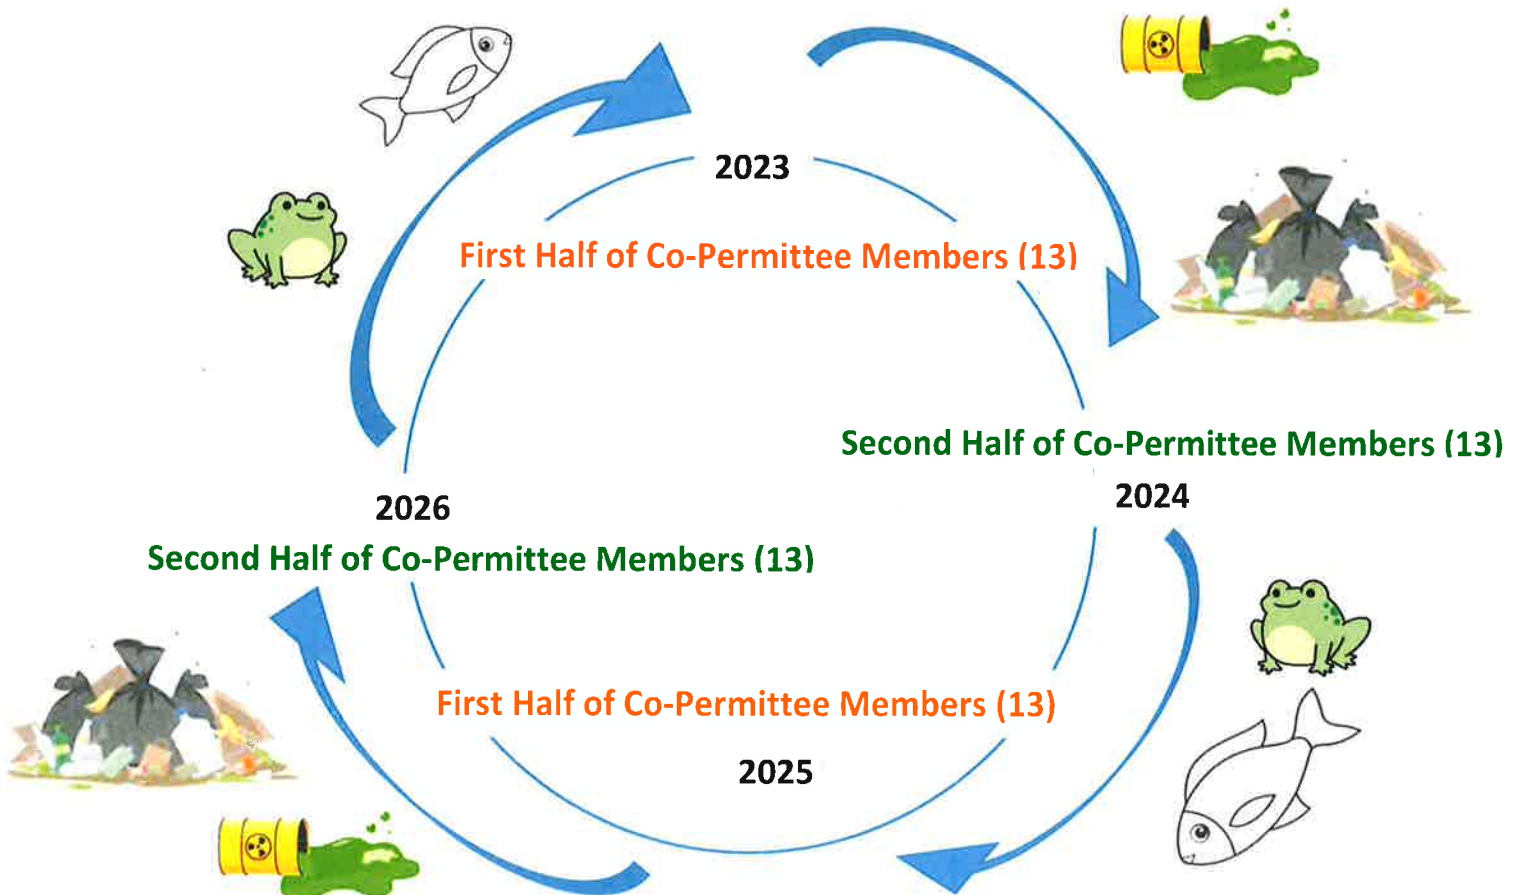 2023
First Half of Co-Permittee Members (13)
Second Half of Co-Permittee Members (13)
2024
2026
Second Half of Co-Permittee Members (13)
First Half of Co-Permittee Members (13)
2025